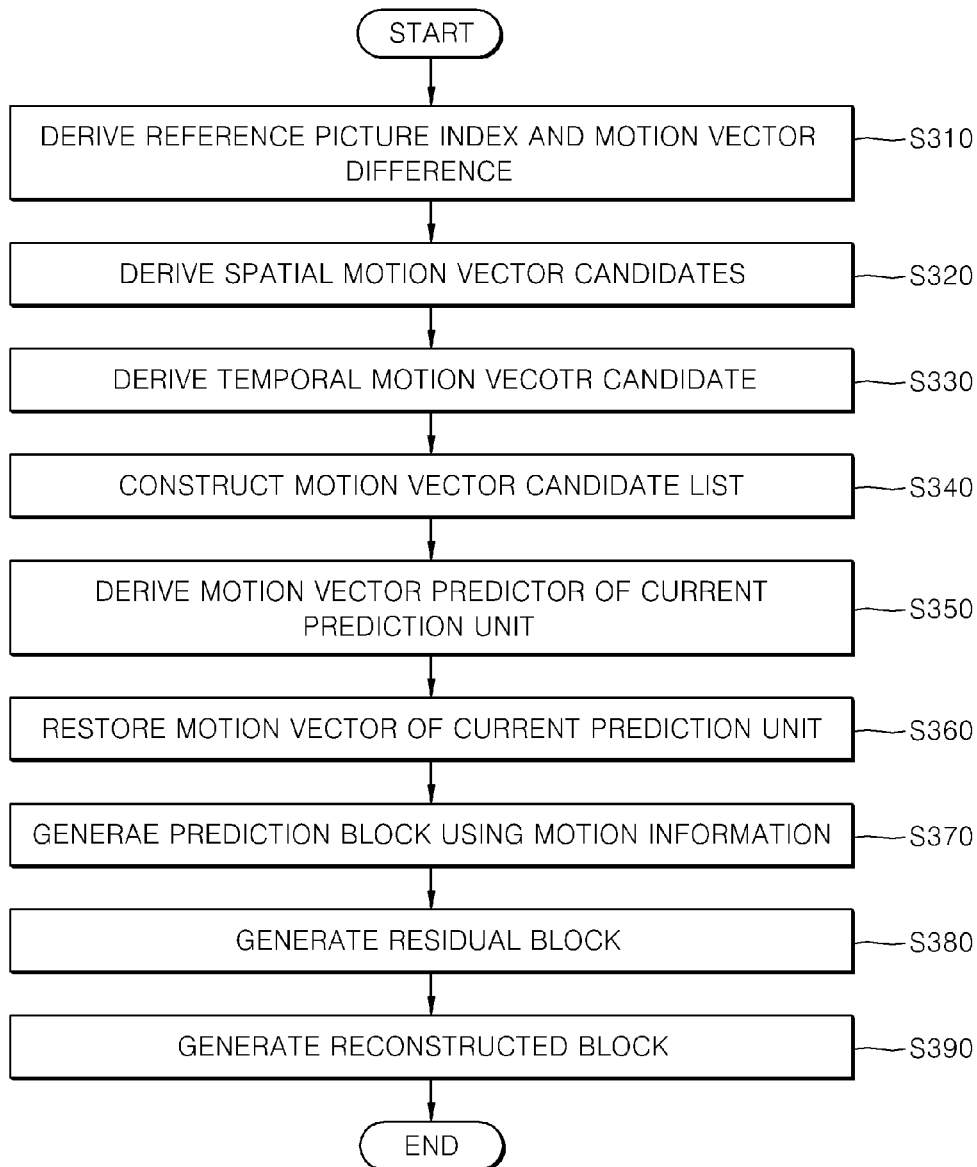 START
DERIVE REFERENCE PICTURE INDEX AND MOTION VECTOR
DIFFERENCE
S310
DERIVE SPATIAL MOTION VECTOR CANDIDATES
S320
DERIVE TEMPORAL MOTION VECOTR CANDIDATE
S330
CONSTRUCT MOTION VECTOR CANDIDATE LIST
S340
DERIVE MOTION VECTOR PREDICTOR OF CURRENT
PREDICTION UNIT
S350
RESTORE MOTION VECTOR OF CURRENT PREDICTION UNIT
S360
GENERAE PREDICTION BLOCK USING MOTION INFORMATION
S370
GENERATE RESIDUAL BLOCK
S380
GENERATE RECONSTRUCTED BLOCK
S390
END